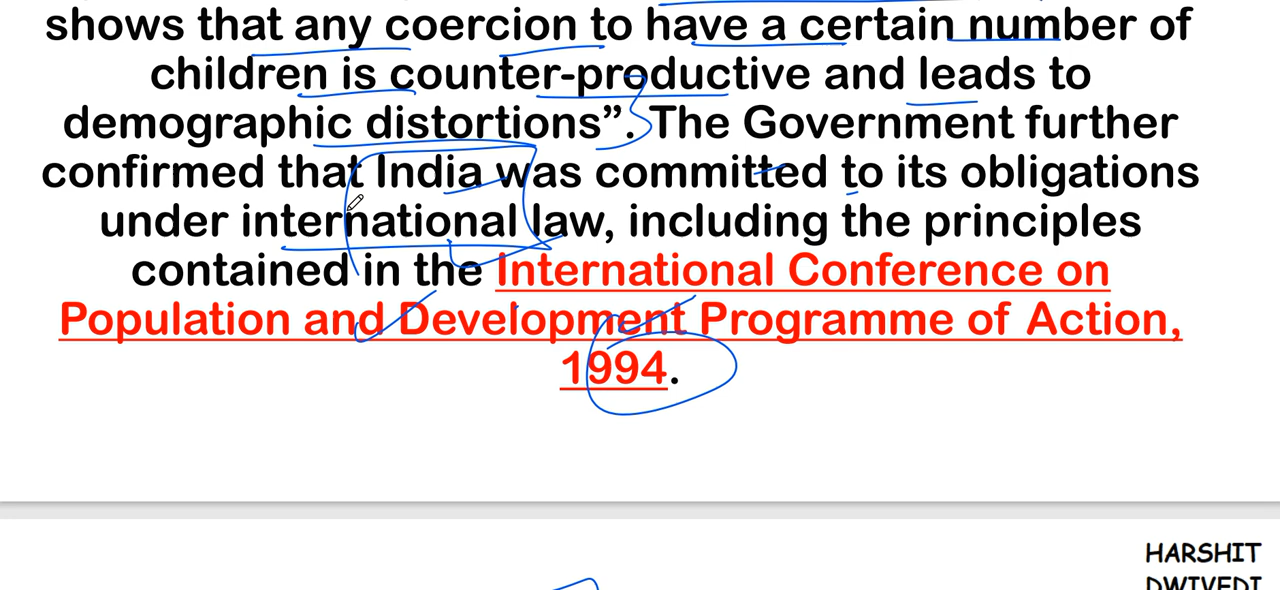 shows that any coercion to have a certain number of
children is counter-productive and leads to
demographic distortions”. The Government further
confirmed that India was committed to its obligations
under international law, including the principles
contained in the International Conference on
Population and Development Programme of Action,
1994.
HARSHIT
DWIVEDI